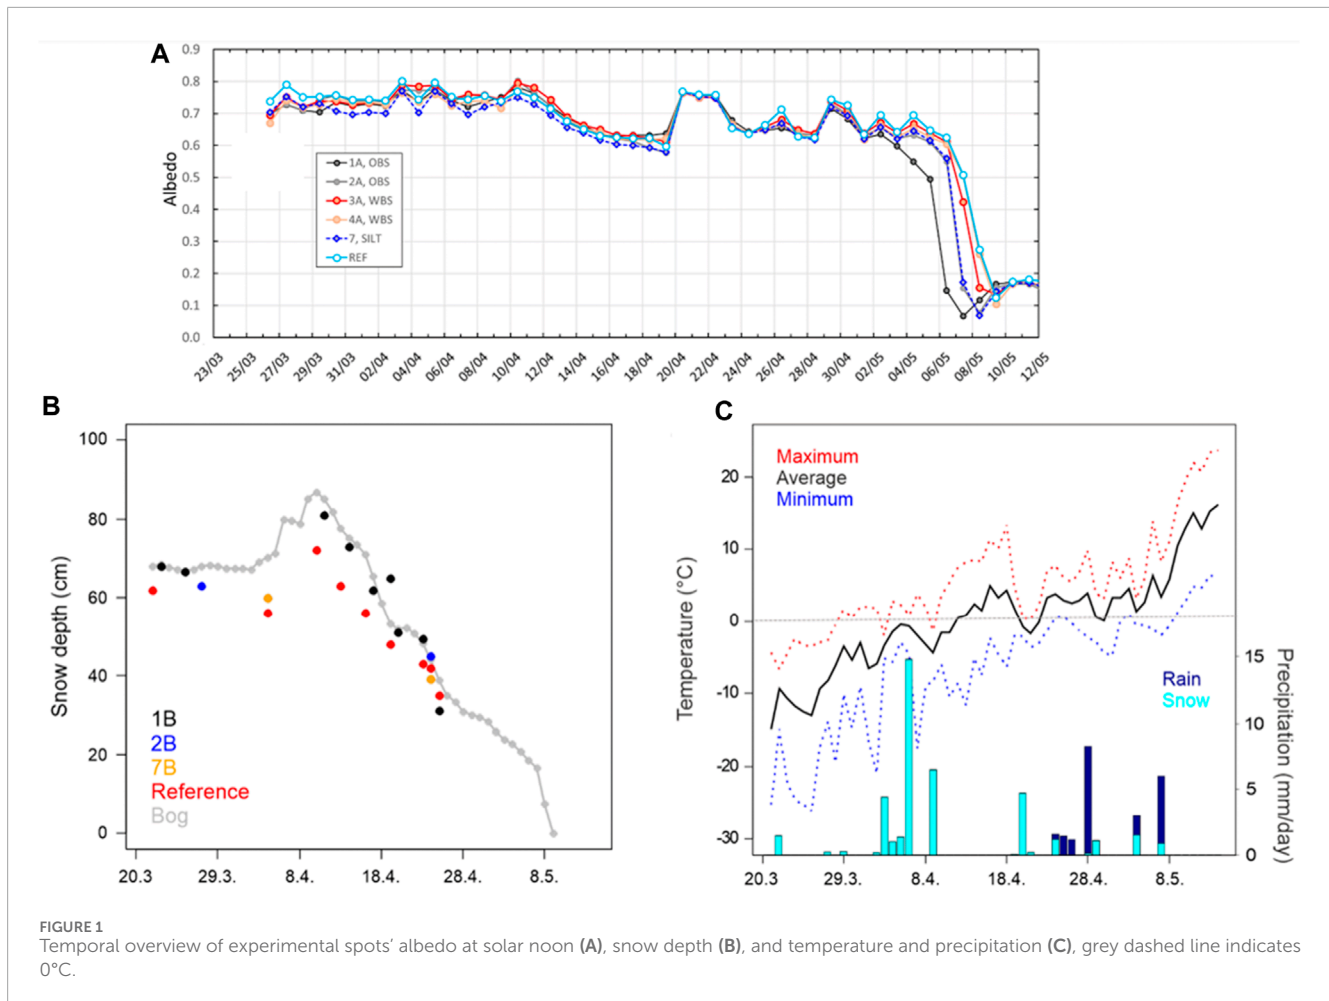 A
0.9
0.8
0.7
0.6
0.5
0.4
0.3
0.2
0.1
0.0
Albedo
1A, OBS
2A, OBS
3A, WBS
4A, WBS
7, SILT
REF
23/03 25/03 27/03 29/03 31/03 02/04 04/04 06/04 08/04 10/04 12/04 14/04 16/04 18/04 20/04 22/04 24/04 26/04 28/04 30/04 02/05 04/05 06/05 08/05 10/05 12/05
B
100
80
60
40
20
0
Snow depth (cm)
1B
2B
7B
Reference
Bog
20.3 29.3. 8.4. 18.4. 28.4. 8.5.
C
20
10
0
-10
-20
-30
Temperature (°C)
Maximum
Average
Minimum
Rain
Snow
15
10
5
0
Precipitation (mm/day)
20.3 29.3. 8.4. 18.4. 28.4. 8.5.
FIGURE 1
Temporal overview of experimental spots' albedo at solar noon (A), snow depth (B), and temperature and precipitation (C), grey dashed line indicates
0°C.